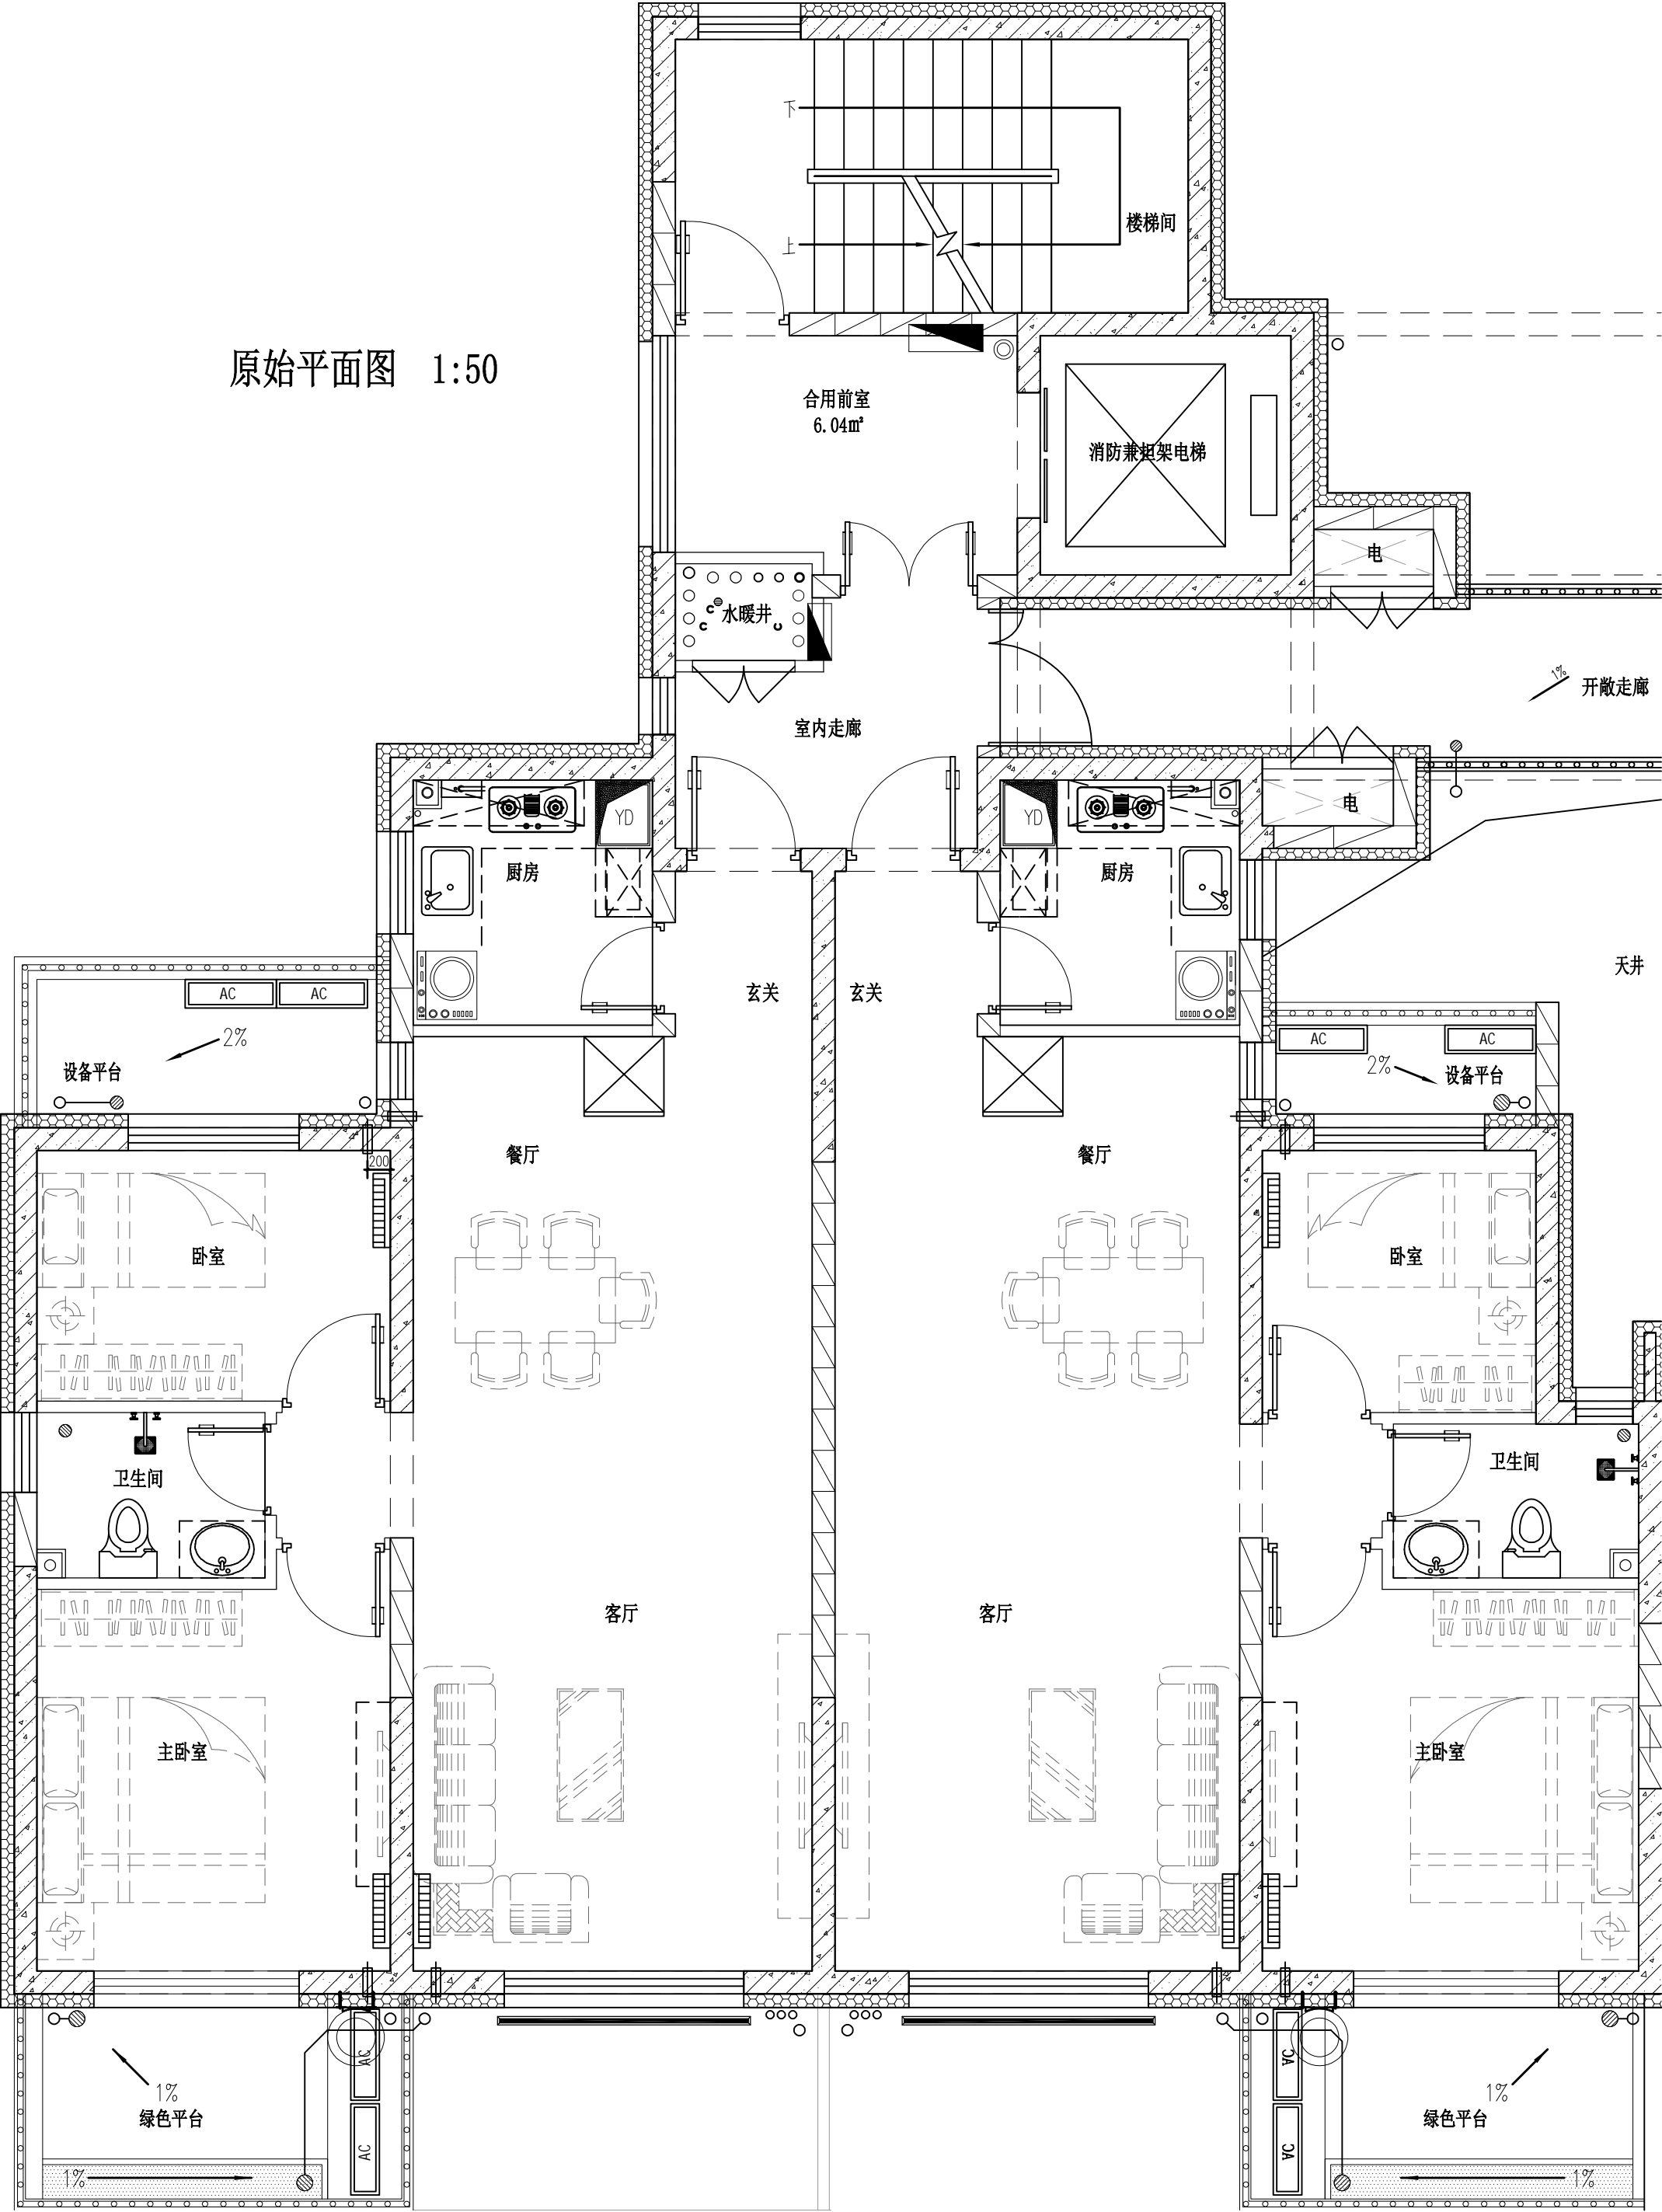 下
楼梯间
上
原始平面图 1:50
合用前室
6.04㎡
消防兼担架电梯
电
水暖井
1%
开敞走廊
室内走廊
YD
YD
电
厨房
厨房
天井
玄关
玄关
AC
AC
2%
AC
AC
设备平台
2%
设备平台
餐厅
餐厅
200
卧室
卧室
卫生间
卫生间
客厅
客厅
主卧室
主卧室
AC
AC
1%
1%
绿色平台
绿色平台
AC
AC
1%
1%